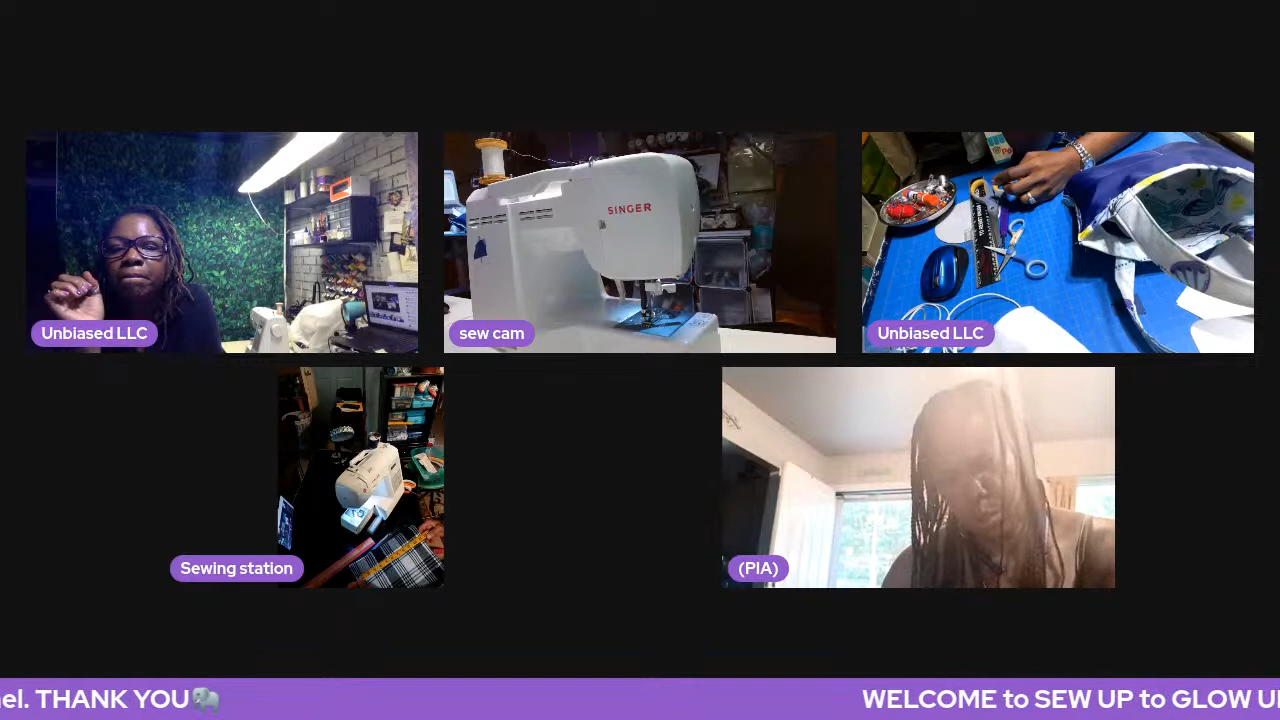 SINGER
Unbiased LLC
sew cam
Unbiased LLC
Sewing station
(PIA)
el. THANK YOU
WELCOME to SEW UP to GLOW U